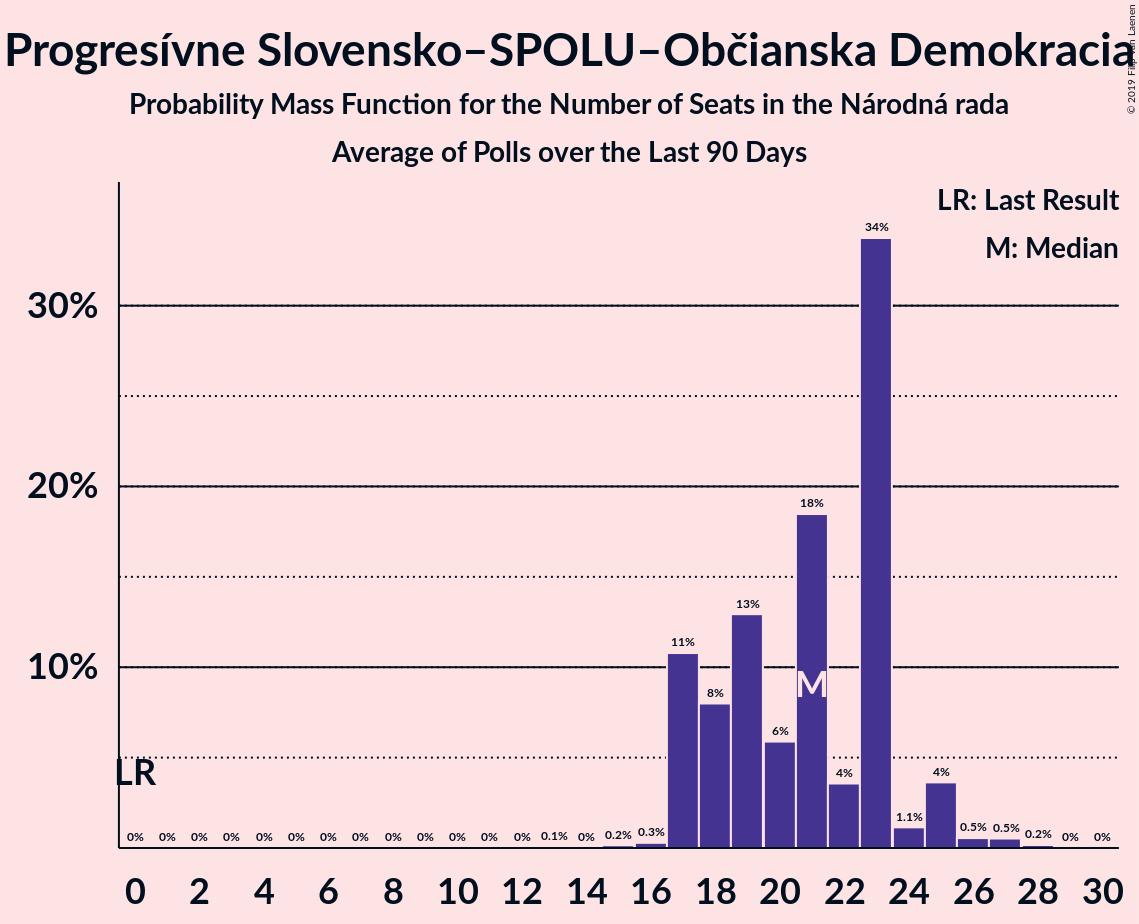 Progresívne Slovensko–SPOLU–Občianska Demokracia
Probability Mass Function for the Number of Seats in the Národná rada
Average of Polls over the Last 90 Days
© 2019 Filip van Laenen
LR: Last Result
M: Median
34%
30%
18%
20%
13%
11%
8%
6%
4%
4%
10%
M
LR
0% 0% 0% 0% 0% 0% 0% 0% 0% 0% 0% 0% 0% 0.1% 0% 0.2% 0.3% 1.1% 0.5% 0.5% 0.2% 0% 0%
0 2 4 6 8 10 12 14 16 18 20 22 24 26 28 30